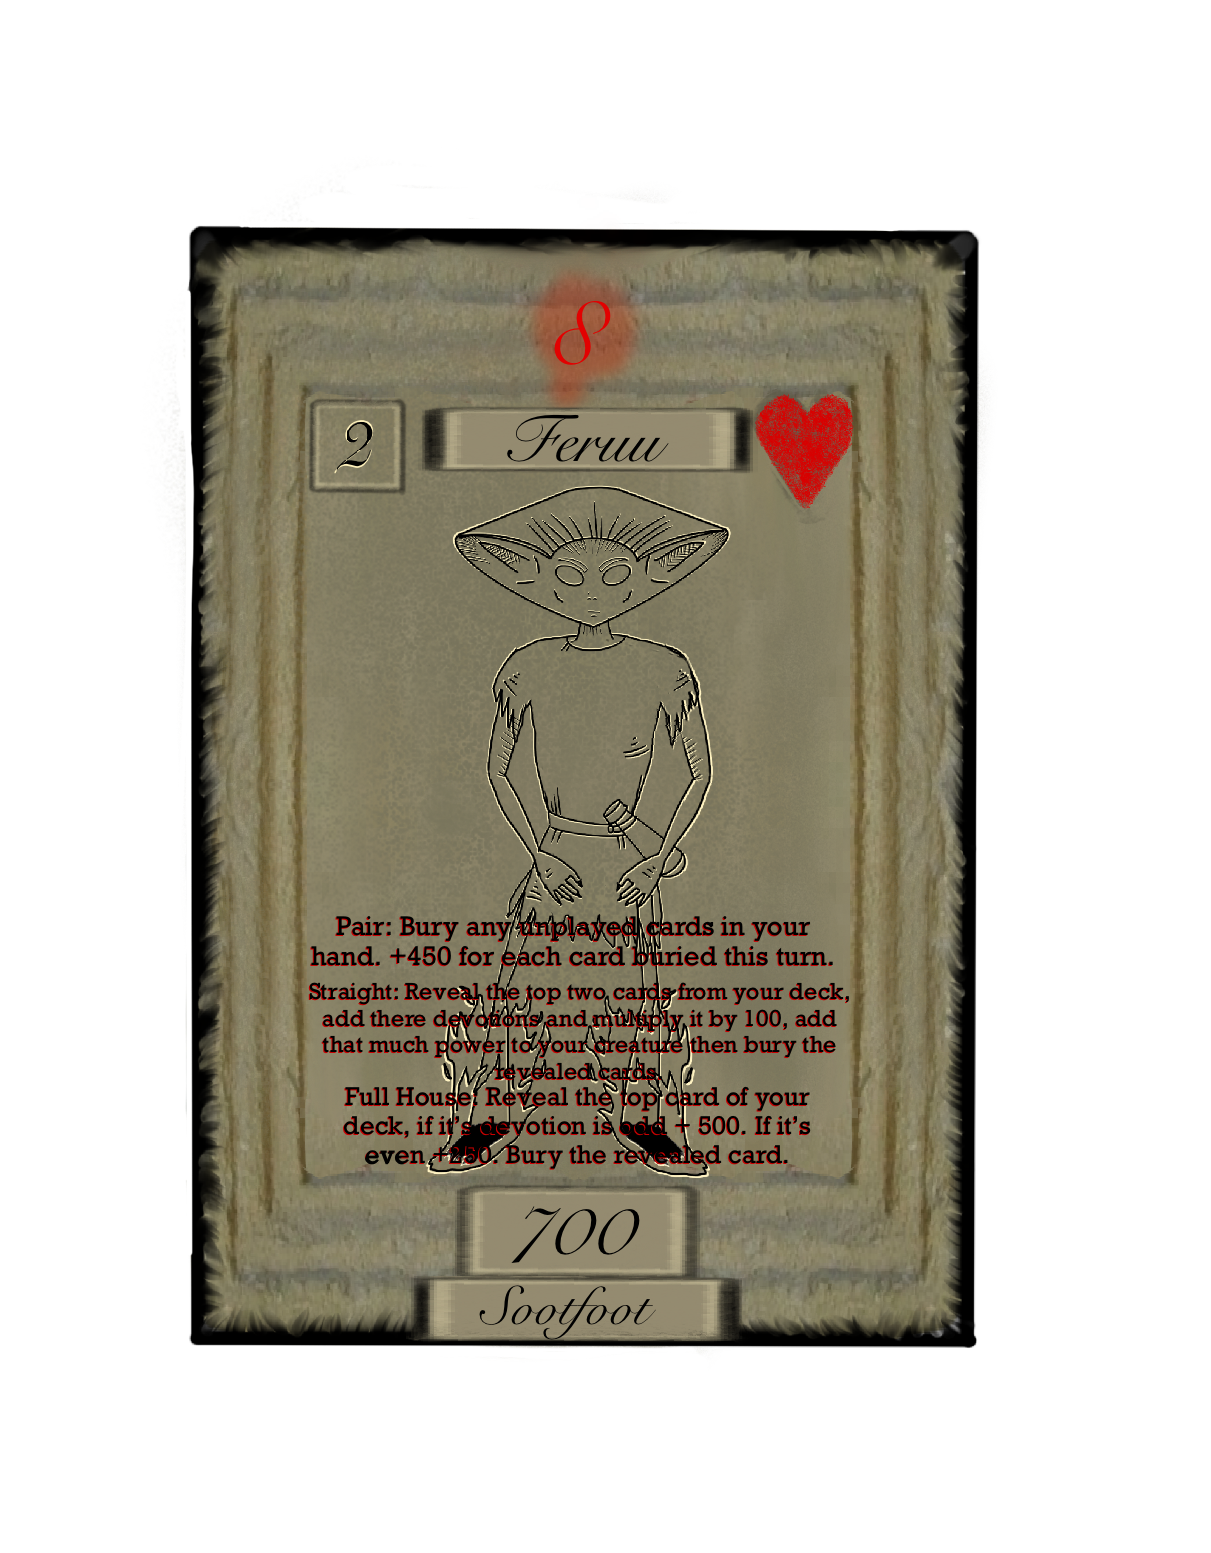 8
2
Feruu
Pair: Bury any unplayed cards in your
hand. +450 for each card buried this turn.
Straight: Reveal the top two cards from your deck,
add there devotions and multiply it by 100, add
that much power to your creature then bury the
revealed cards.
Full House: Reveal the top card of your
deck, if it's devotion is odd + 500. If it's
even +250. Bury the revealed card.
700
Sootfoot